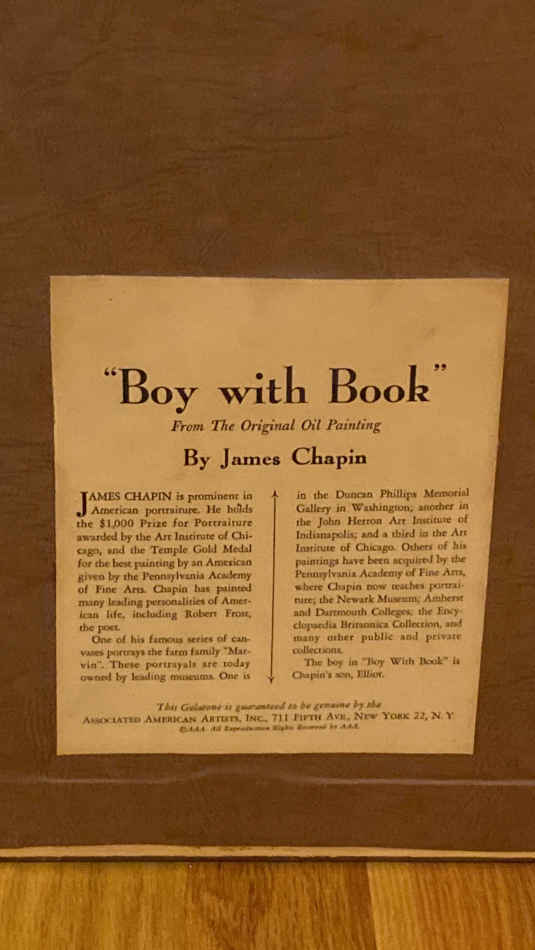 "Boy with Book"
From The Original Oil Painting
By James Chapin
JAMES CHAPIN is prominent in
American portraiture. He holds
the $1,000 Prize for Portraiture
awarded by the Art Institute of Chi-
cago, and the Temple Gold Medal
for the best painting by an American
given by the Pennsylvania Academy
of Fine Arts. Chapin has painted
many leading personalities of Amer-
ican life, including Robert Frost,
the poet.
One of his famous series of can-
vases portrays the farm family "Mar-
vin". These portrayals are today
owned by leading museums. One is
in the Duncan Phillips Memorial
Gallery in Washington; another in
the John Herron Art Institute of
Indianapolis; and a third in the Art
Institute of Chicago. Others of his
paintings have been acquired by the
Pennsylvania Academy of Fine Arts,
where Chapin now teaches portrai-
ture; the Newark Museum; Amherst
and Dartmouth Colleges; the Ency-
clopaedia Britannica Collection, and
many other public and private
collections.
The boy in "Boy With Book" is
Chapin's son, Elliot.
This Gelatone is guaranteed to be genuine by the
ASSOCIATED AMERICAN ARTISTS, INC., 711 FIFTH AVE., NEW YORK 22, N. Y
©A.A.A. All Reproduction Rights Reserved by A.A.A.